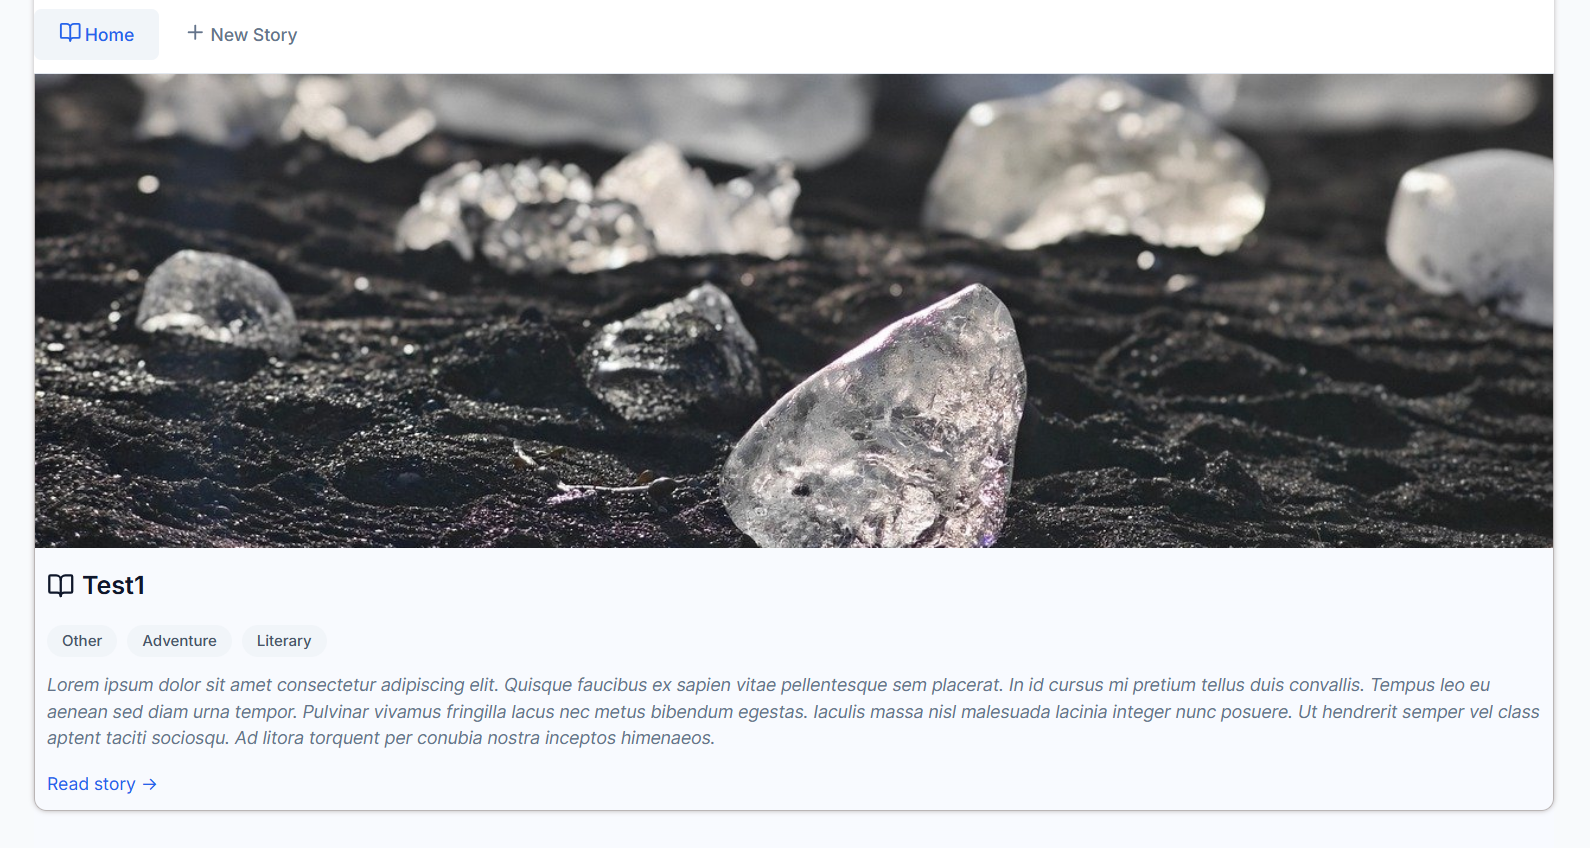 Home
New Story
Test1
Other
Adventure
Literary
Lorem ipsum dolor sit amet consectetur adipiscing elit. Quisque faucibus ex sapien vitae pellentesque sem placerat. In id cursus mi pretium tellus duis convallis. Tempus leo eu
aenean sed diam urna tempor. Pulvinar vivamus fringilla lacus nec metus bibendum egestas. Iaculis massa nisl malesuada lacinia integer nunc posuere. Ut hendrerit semper vel class
aptent taciti sociosqu. Ad litora torquent per conubia nostra inceptos himenaeos.
Read story →